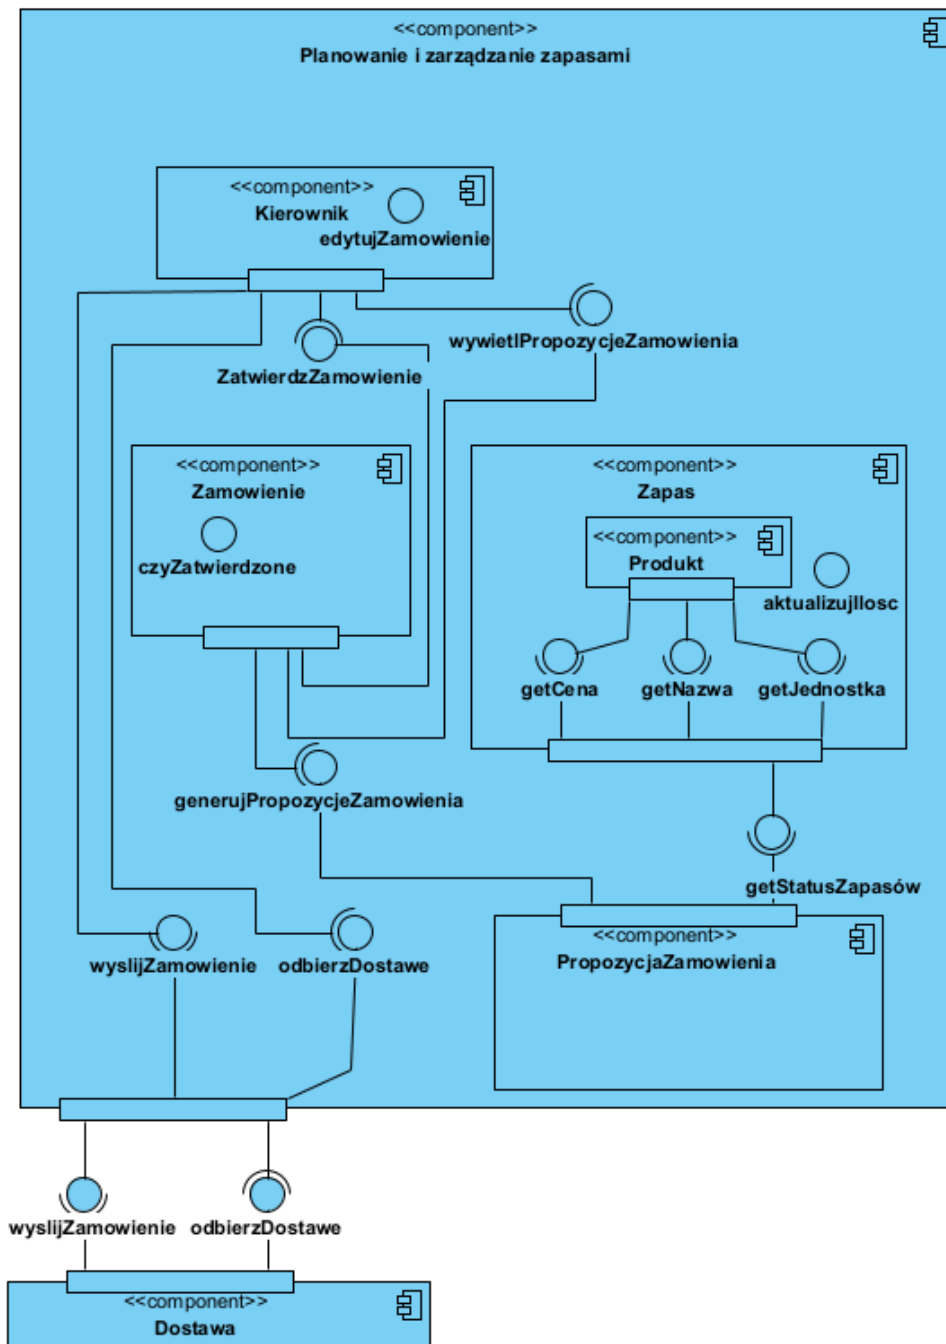 <<component>>
Planowanie i zarządzanie zapasami
<<component>>
Kierownik
edytujZamowienie
wywietlPropozycjeZamowienia
ZatwierdzZamowienie
<<component>>
Zamowienie
czyZatwierdzone
<<component>>
Zapas
<<component>>
Produkt
aktualizujIlosc
getCena
getNazwa
getJednostka
generujPropozycjeZamowienia
getStatusZapasów
<<component>>
PropozycjaZamowienia
wyslijZamowienie
odbierzDostawe
wyslijZamowienie
odbierzDostawe
<<component>>
Dostawa